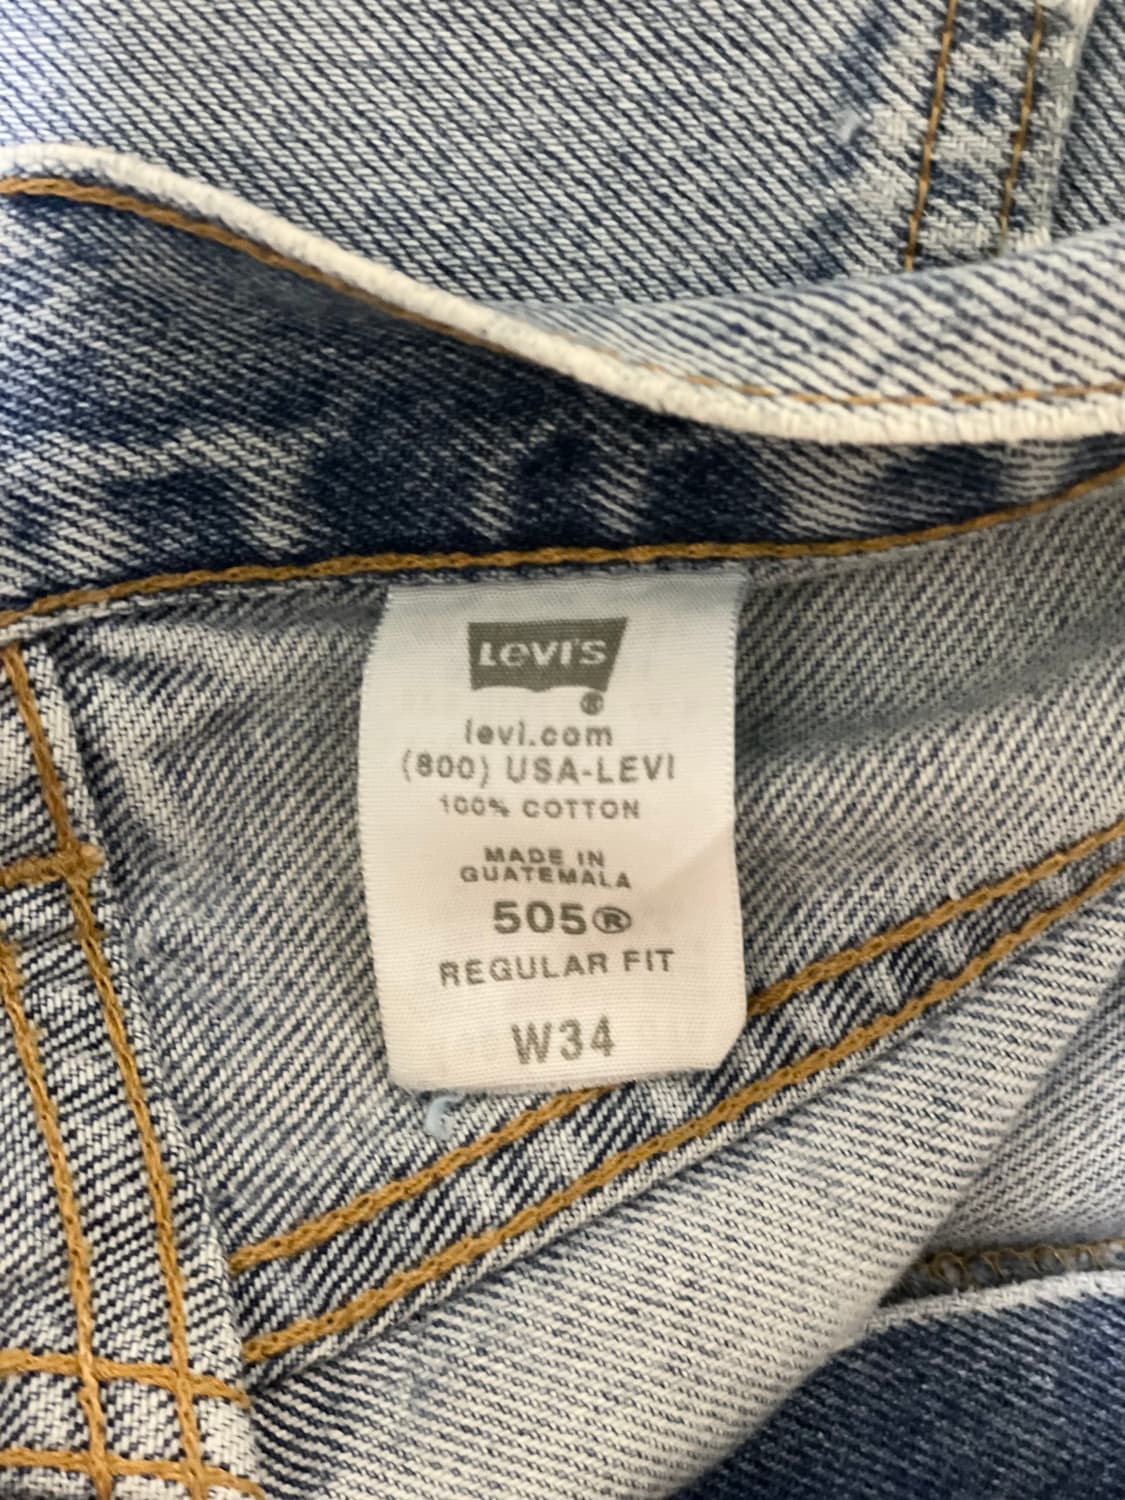 LEVI'S
®
levi.com
(800) USA-LEVI
100% COTTON
MADE IN
GUATEMALA
505®
REGULAR FIT
W34